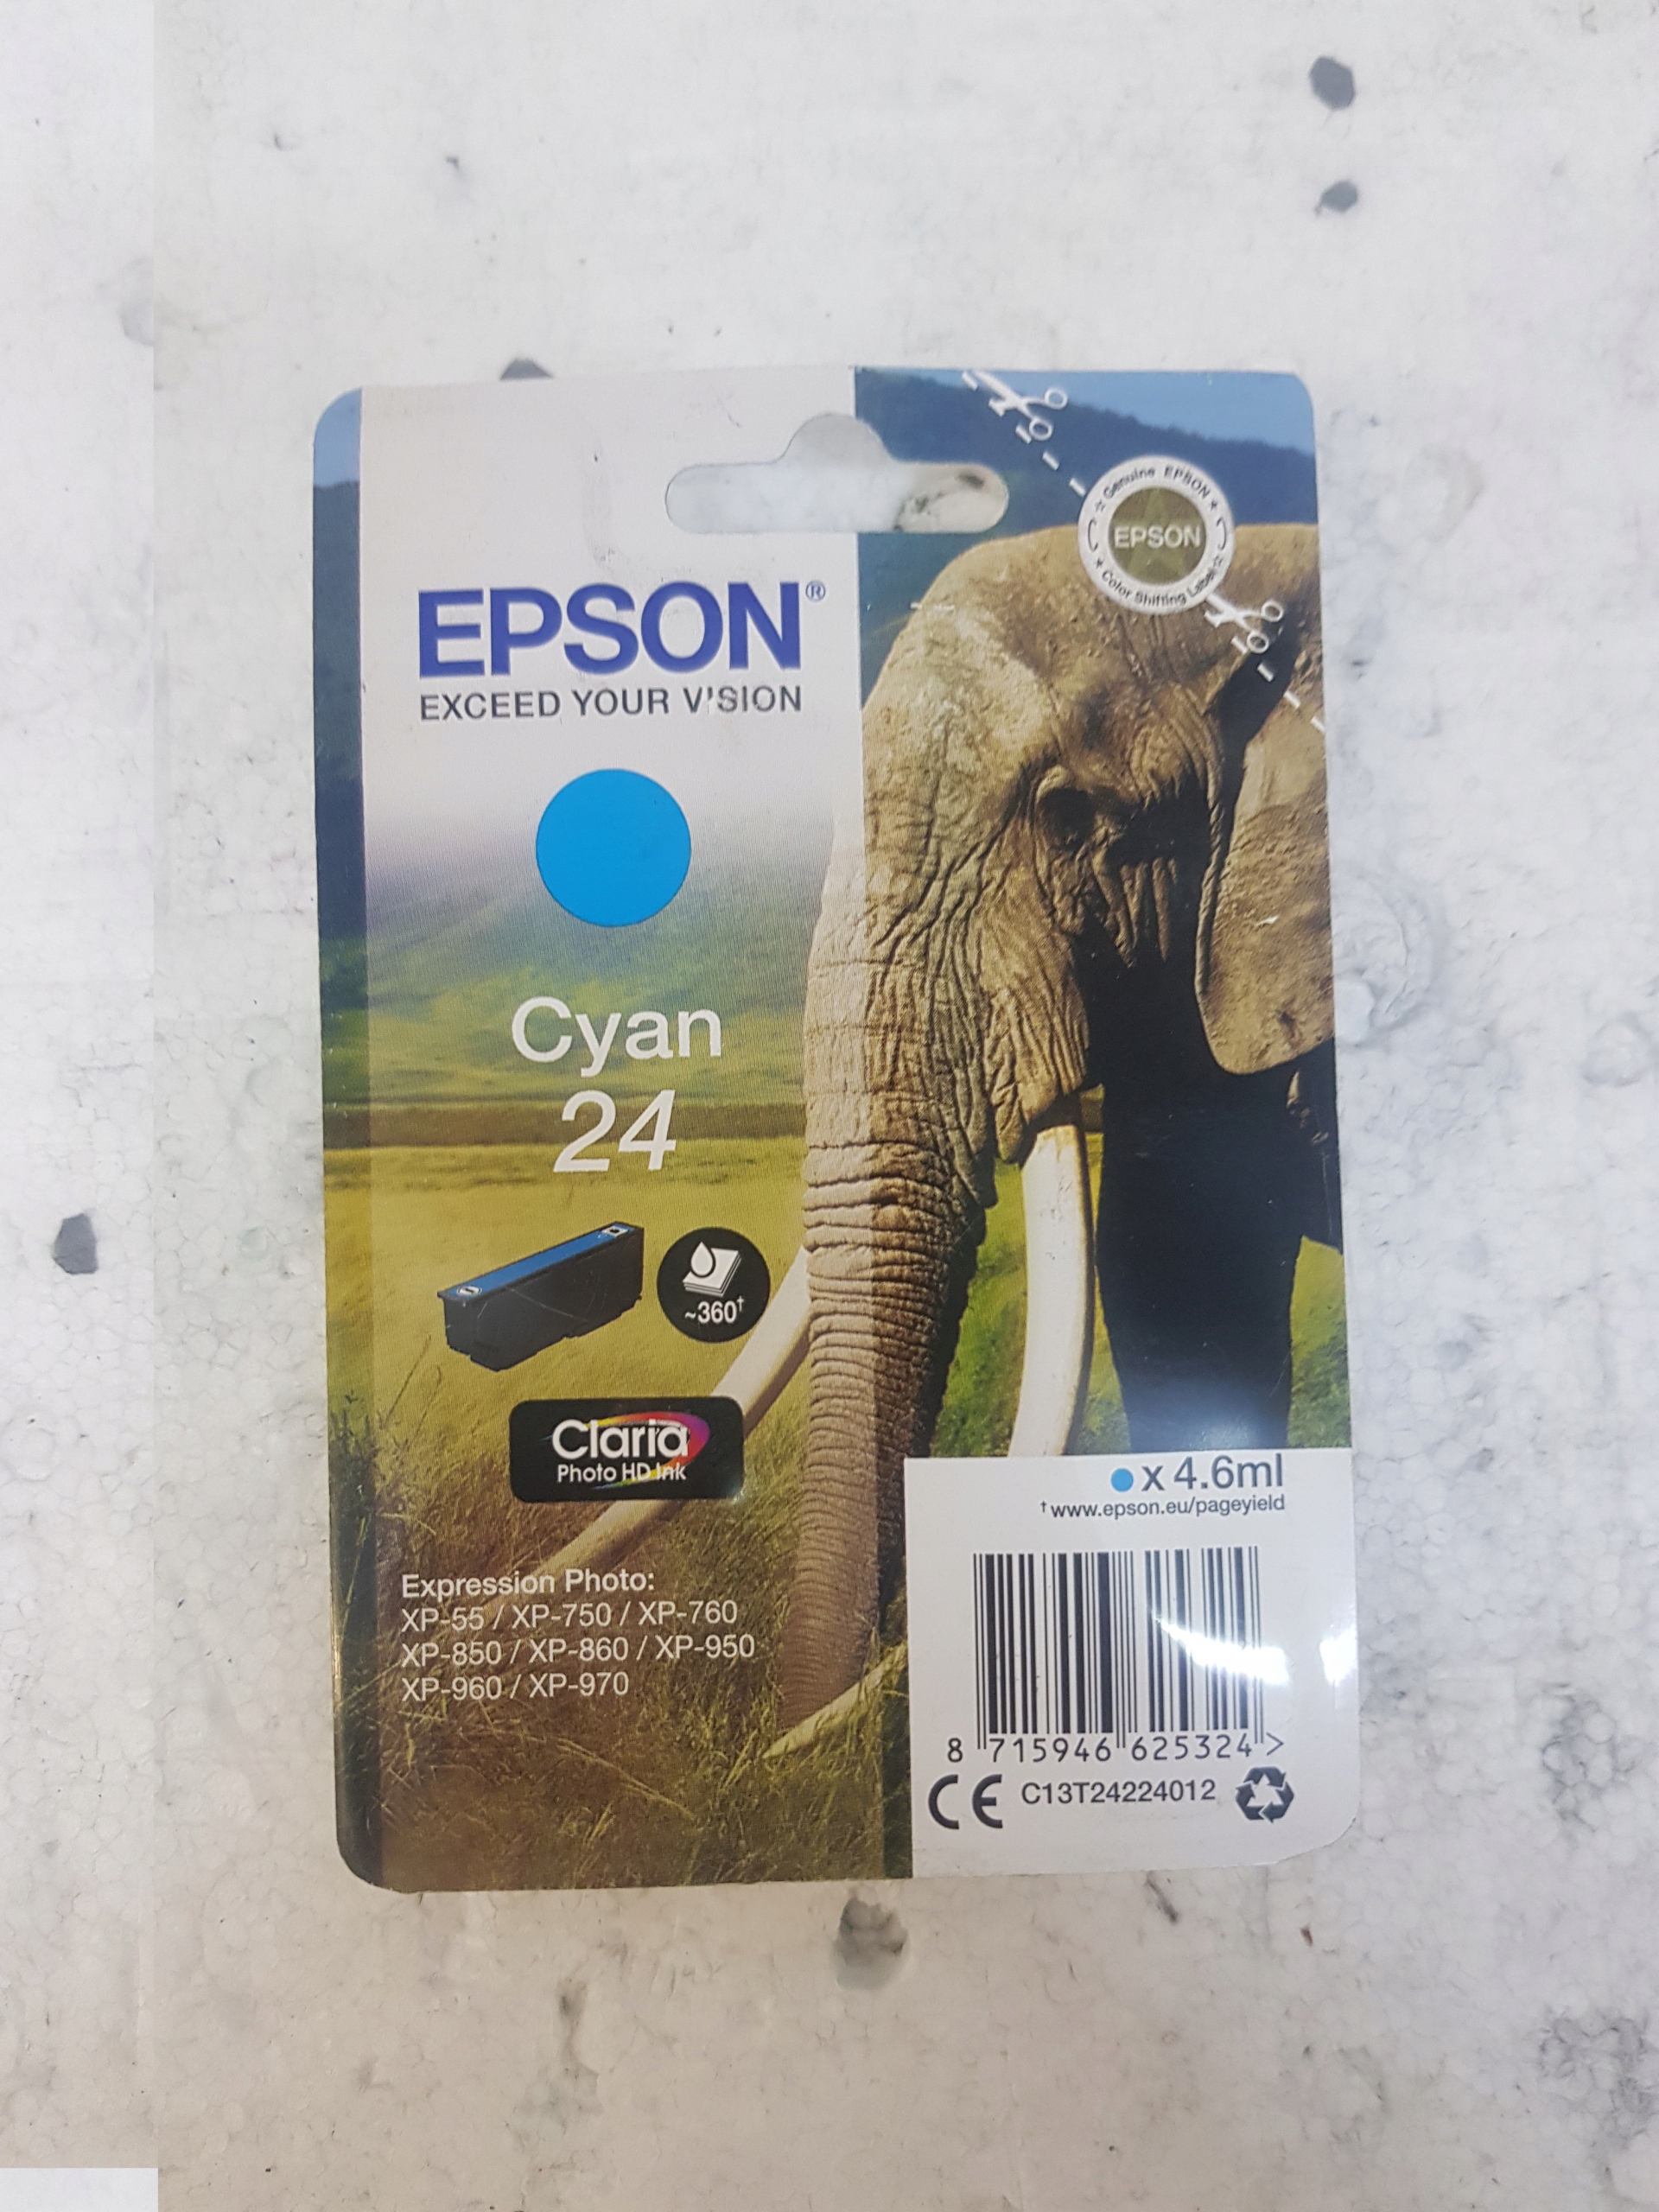 Genuine EPSON
EPSON
Color Shifting Label
EPSON®
EXCEED YOUR VISION
Cyan
24
~360†
Claria
Photo HD Ink
x 4.6ml
† www.epson.eu/pageyield
Expression Photo:
XP-55 / XP-750 / XP-760
XP-850 / XP-860 / XP-950
XP-960 / XP-970
8 715946 625324 >
CE C13T24224012